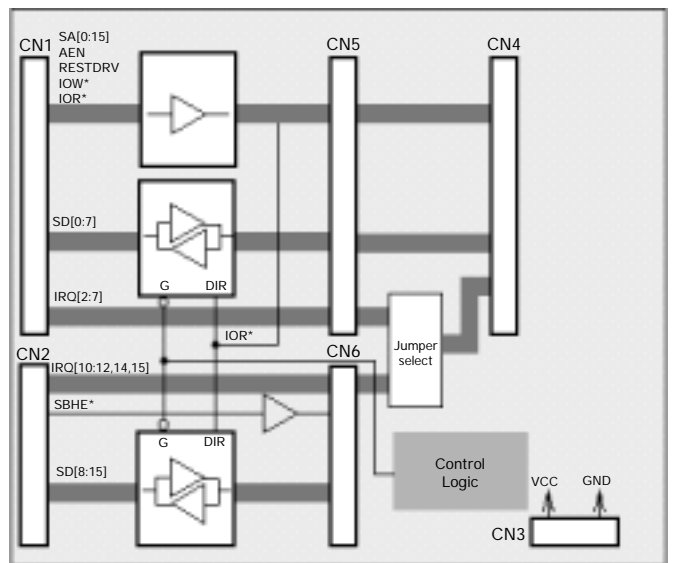 CN1
SA[0:15]
AEN
RESTDRV
IOW*
IOR*
CN5
CN4
SD[0:7]
G
DIR
IRQ[2:7]
IOR*
Jumper
select
CN2
CN6
IRQ[10:12,14,15]
SBHE*
G
DIR
SD[8:15]
Control
Logic
VCC
GND
CN3